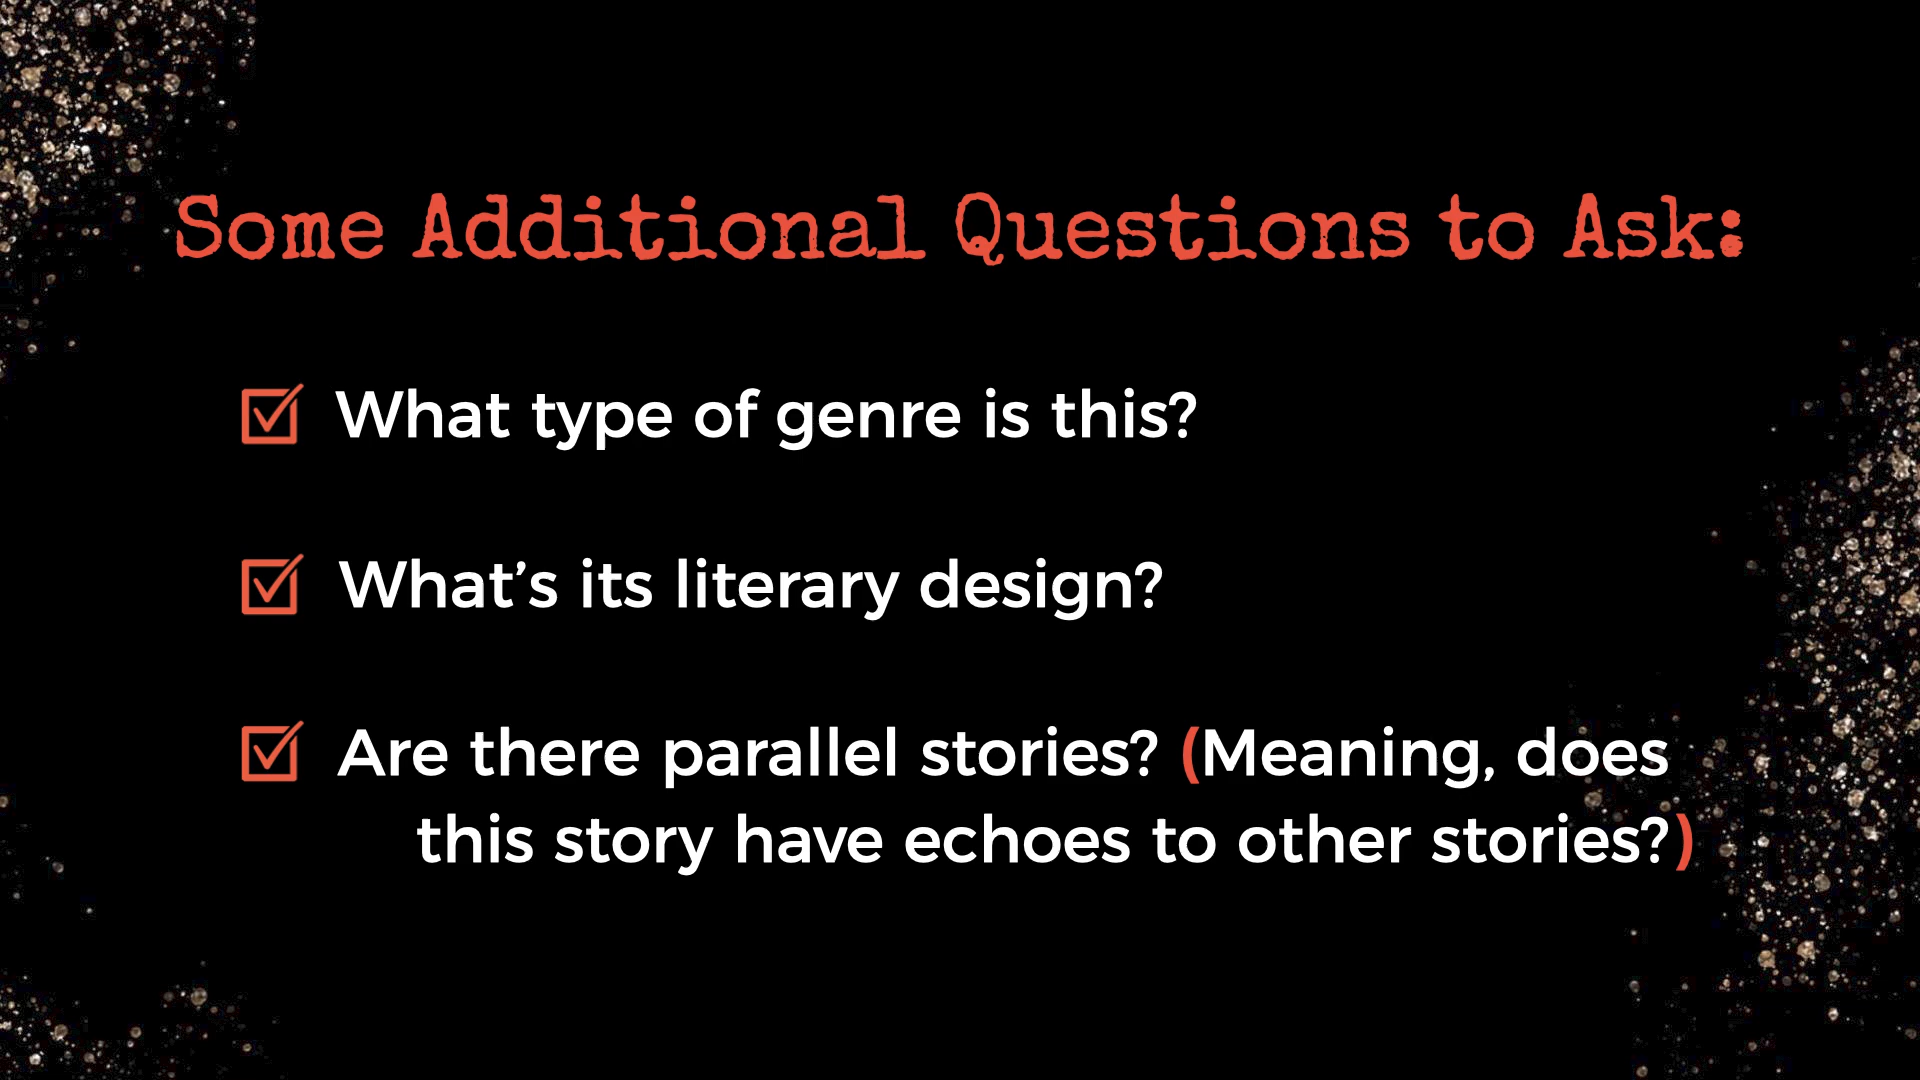 Some Additional Questions to Ask:
What type of genre is this?
What’s its literary design?
Are there parallel stories? (Meaning, does
this story have echoes to other stories?)